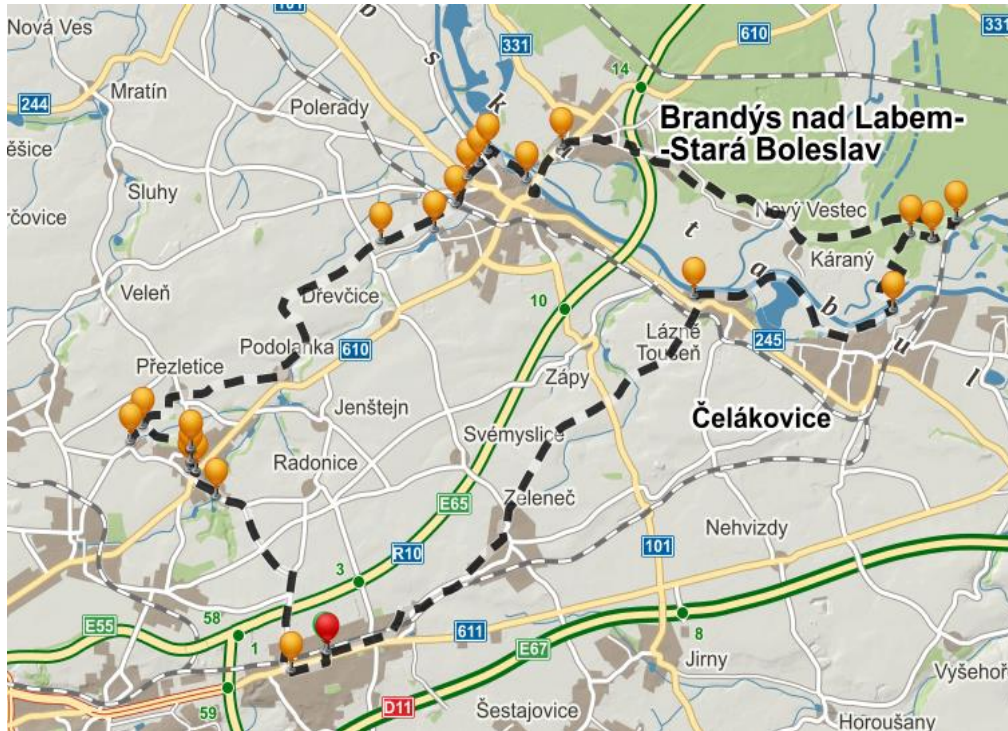 Nová Ves
331
610
331
14
Mratín
244
Polerady
Brandýs nad Labem-
-Stará Boleslav
ěšice
Sluhy
rčovice
Nový Vestec
Káraný
Veleň
Dřevčice
10
Lázně
Toušeň
245
Podolanka
610
Přezletice
Zápy
Jenštejn
Čelákovice
Svémyslice
Radonice
Zeleneč
E65
Nehvizdy
R10
101
3
58
E55
1
611
E67
8
Jirny
Vyšehoř
59
D11
Šestajovice
Horoušany